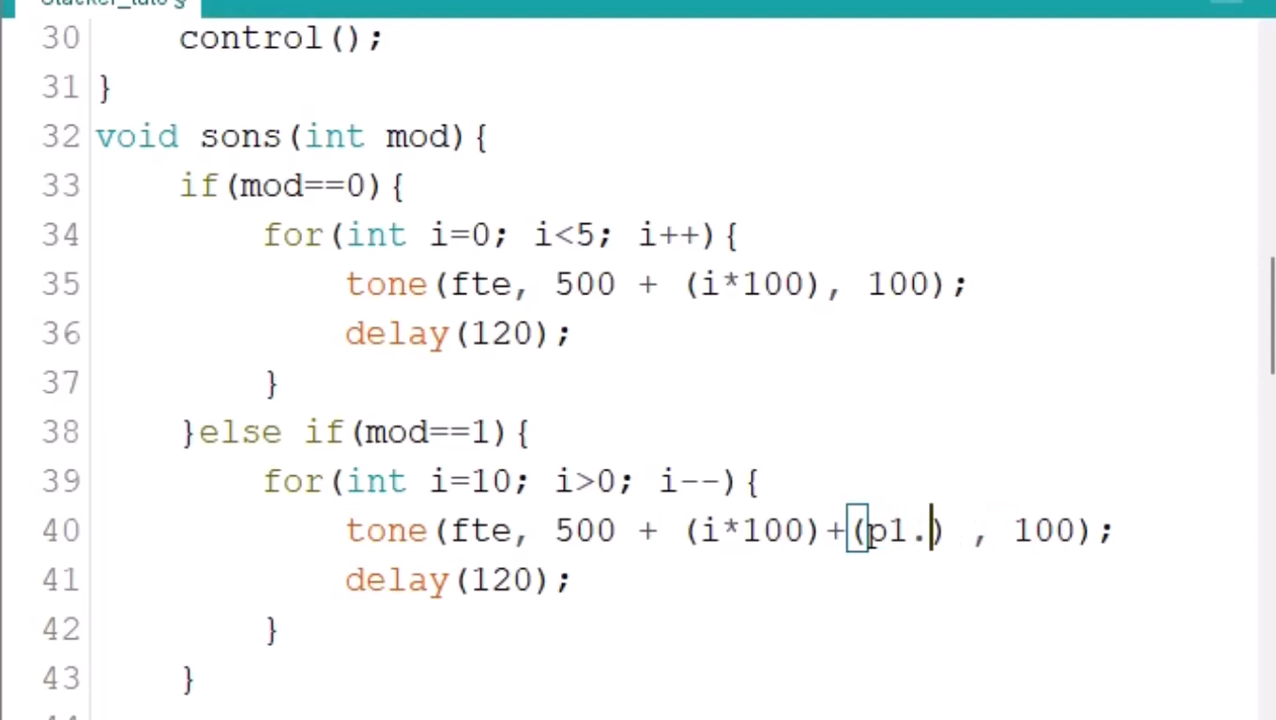 30 control();
31 }
32 void sons(int mod){
33 if(mod==0){
34 for(int i=0; i<5; i++){
35 tone(fte, 500 + (i*100), 100);
36 delay(120);
37 }
38 }else if(mod==1){
39 for(int i=10; i>0; i--){
40 tone(fte, 500 + (i*100)+(p1.) , 100);
41 delay(120);
42 }
43 }